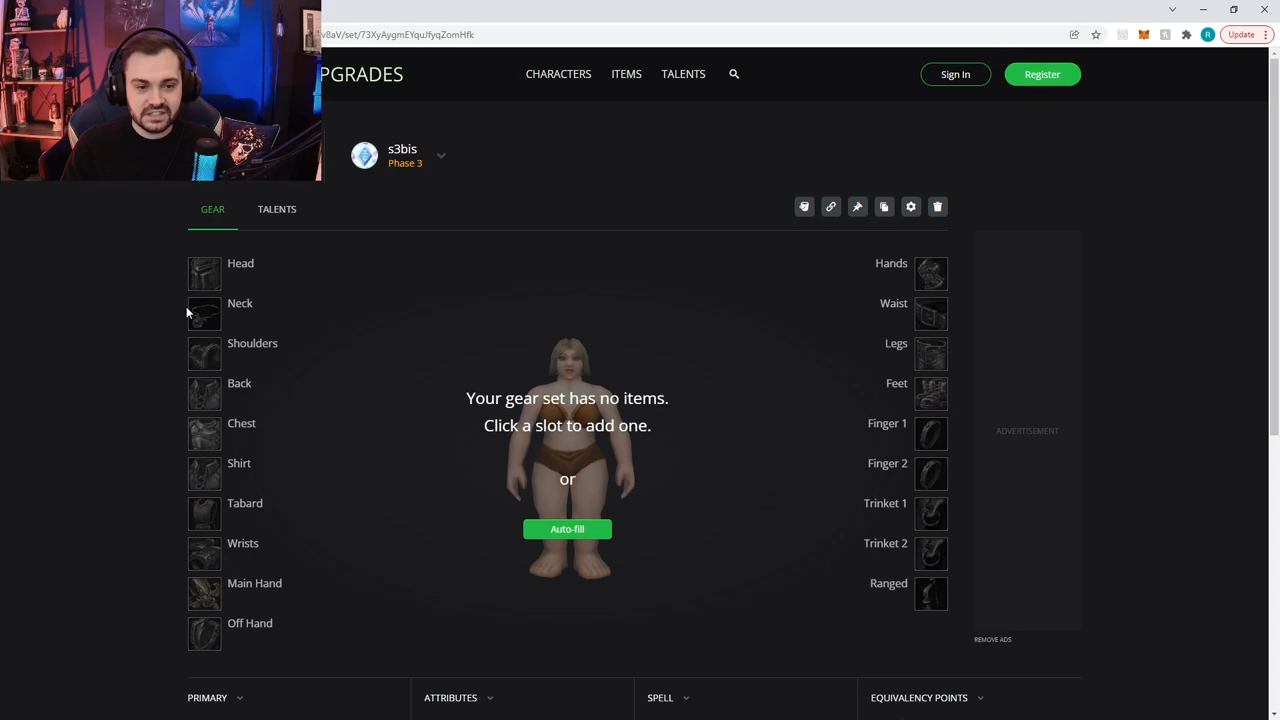 v8aV/set/73XyAygmEYquJfyqZomHfk
R
Update
PGRADES
CHARACTERS
ITEMS
TALENTS
Sign In
Register
s3bis
Phase 3
GEAR
TALENTS
Head
Neck
Shoulders
Back
Chest
Shirt
Tabard
Wrists
Main Hand
Off Hand
Your gear set has no items.
Click a slot to add one.
or
Auto-fill
Hands
Waist
Legs
Feet
Finger 1
Finger 2
Trinket 1
Trinket 2
Ranged
ADVERTISEMENT
REMOVE ADS
PRIMARY
ATTRIBUTES
SPELL
EQUIVALENCY POINTS